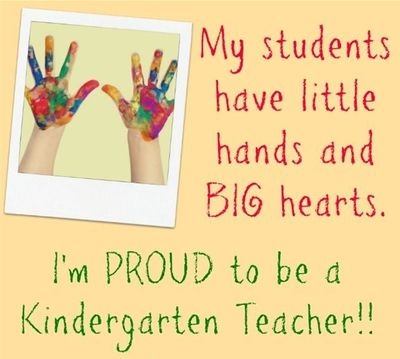 My students
have little
hands and
BIG hearts.
I'm PROUD to be a
Kindergarten Teacher!!